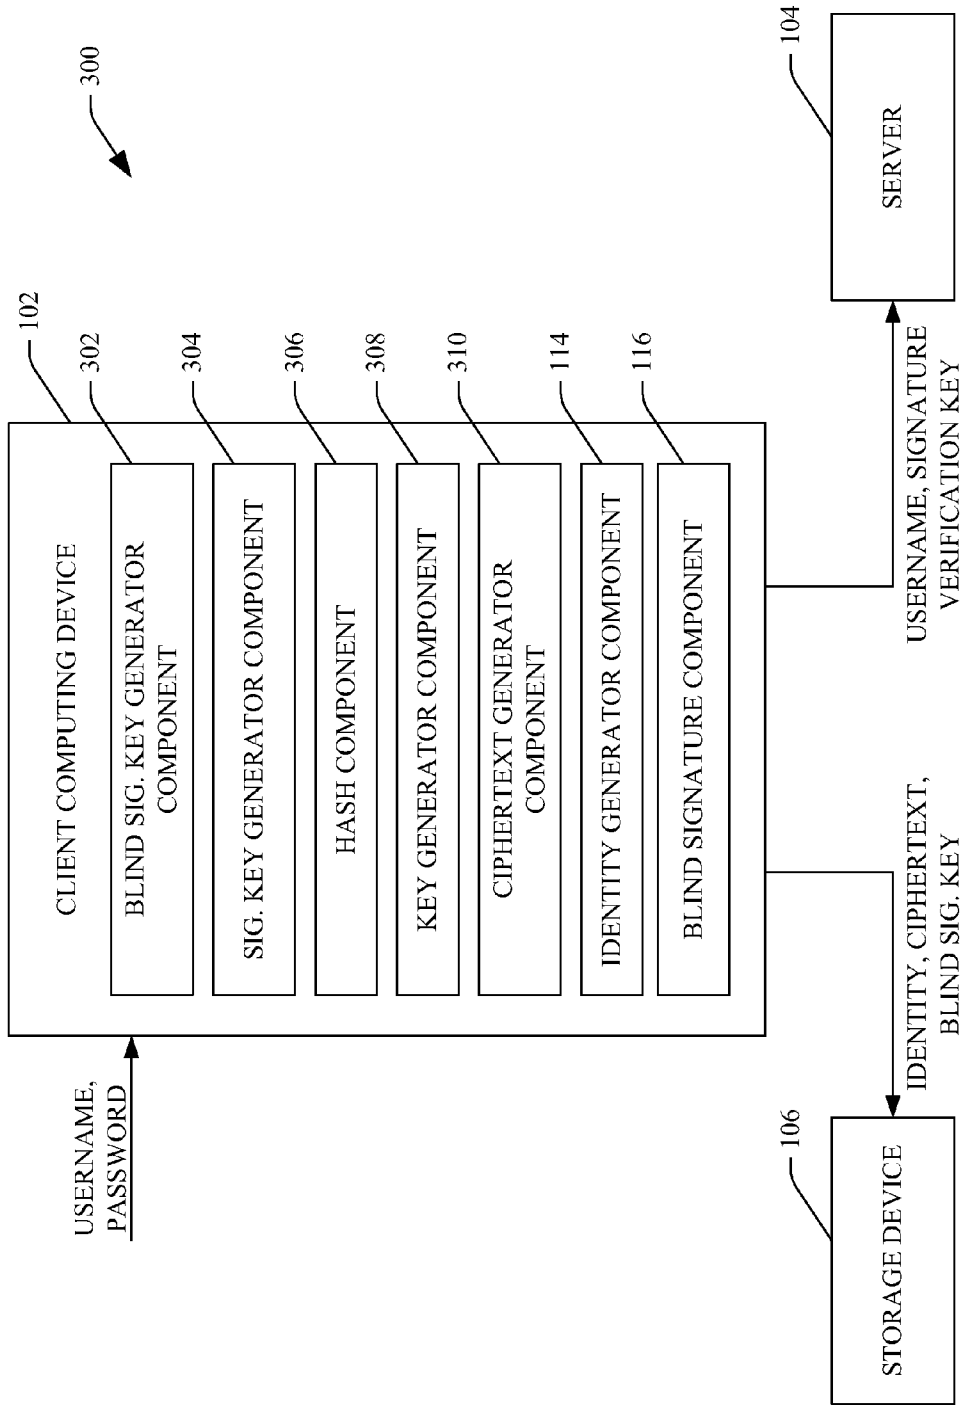 300
CLIENT COMPUTING DEVICE
102
BLIND SIG. KEY GENERATOR
COMPONENT
302
SIG. KEY GENERATOR COMPONENT
304
HASH COMPONENT
306
KEY GENERATOR COMPONENT
308
CIPHERTEXT GENERATOR
COMPONENT
310
IDENTITY GENERATOR COMPONENT
114
BLIND SIGNATURE COMPONENT
116
USERNAME,
PASSWORD
STORAGE DEVICE
106
IDENTITY, CIPHERTEXT,
BLIND SIG. KEY
USERNAME, SIGNATURE
VERIFICATION KEY
SERVER
104